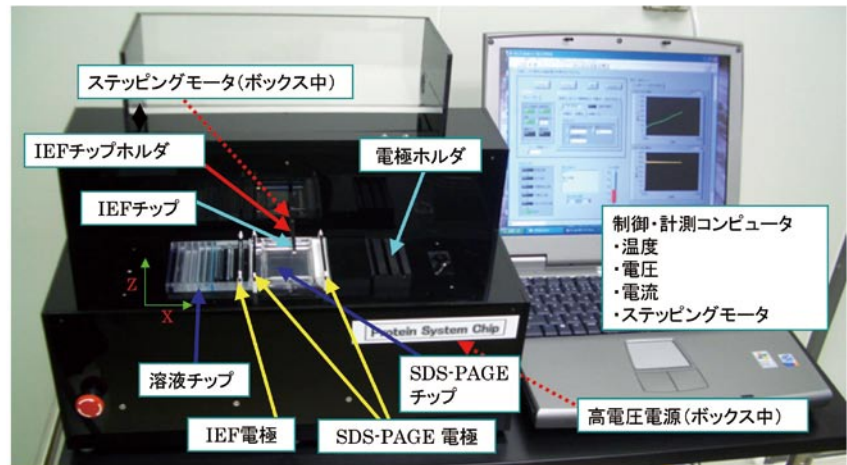 ステッピングモータ(ボックス中)
IEFチップホルダ
電極ホルダ
IEFチップ
制御・計測コンピュータ
・温度
・電圧
・電流
・ステッピングモータ
Z
X
Protein System Chip
溶液チップ
SDS-PAGE
チップ
IEF電極
SDS-PAGE 電極
高電圧電源(ボックス中)